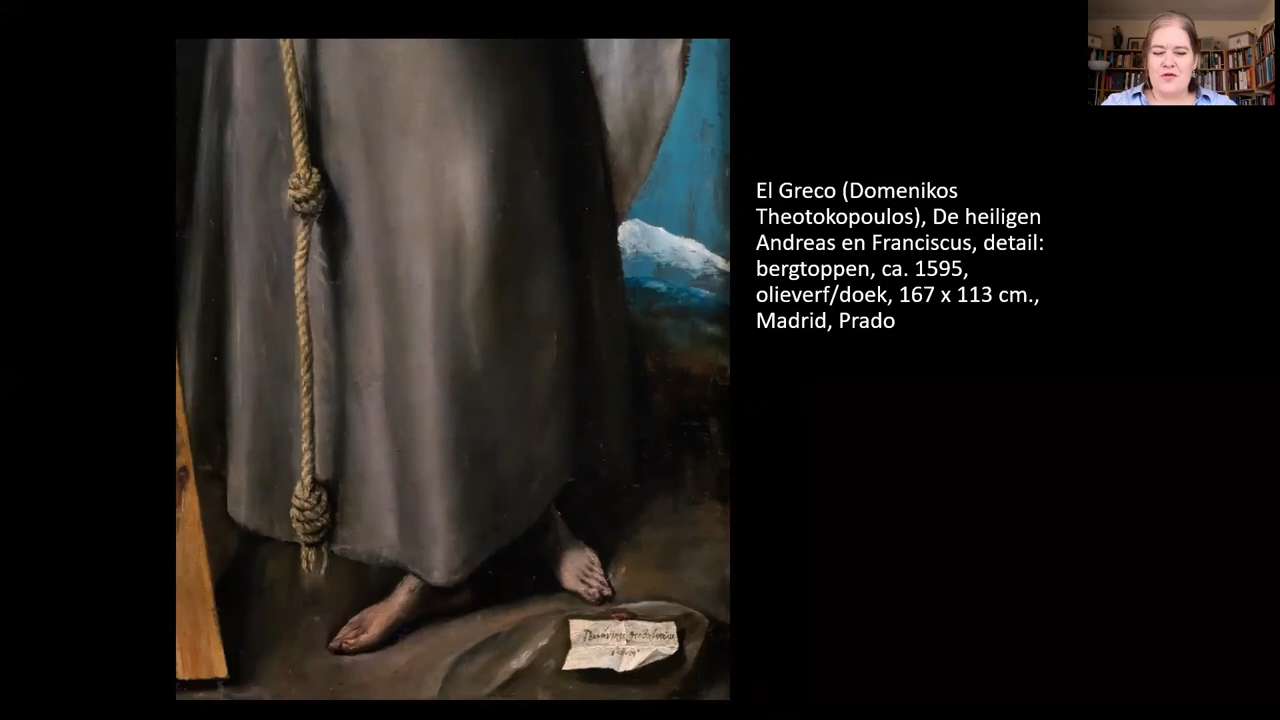 El Greco (Domenikos
Theotokopoulos), De heiligen
Andreas en Franciscus, detail:
bergtoppen, ca. 1595,
olieverf/doek, 167 x 113 cm.,
Madrid, Prado